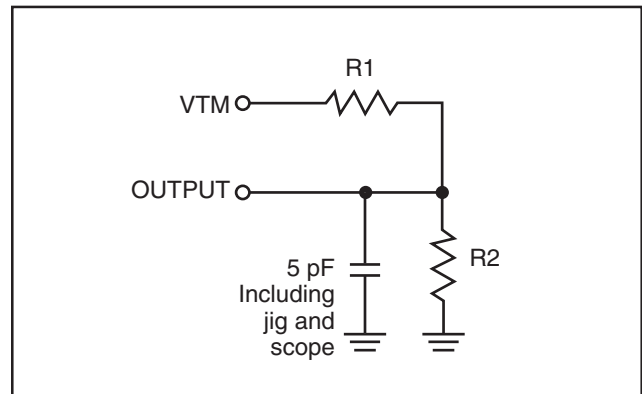 R1
VTM
OUTPUT
R2
5 pF
Including
jig and
scope